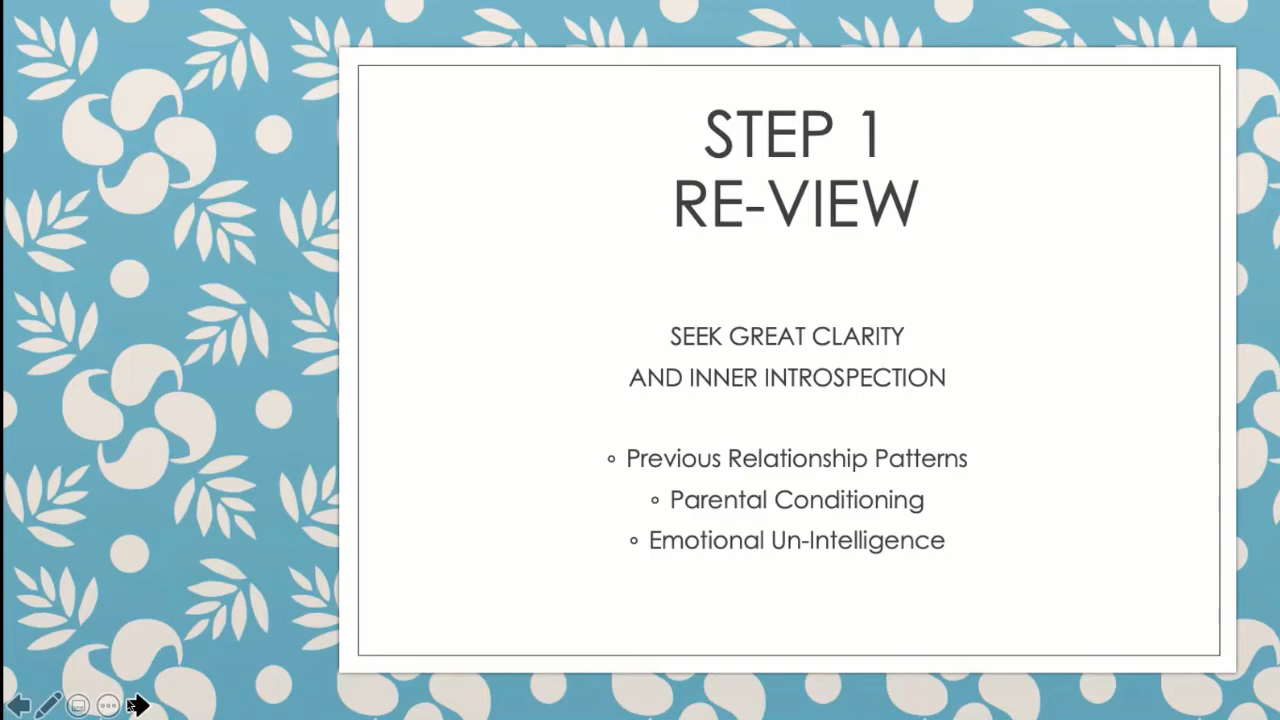 STEP 1
RE-VIEW
SEEK GREAT CLARITY
AND INNER INTROSPECTION
◦ Previous Relationship Patterns
◦ Parental Conditioning
◦ Emotional Un-Intelligence